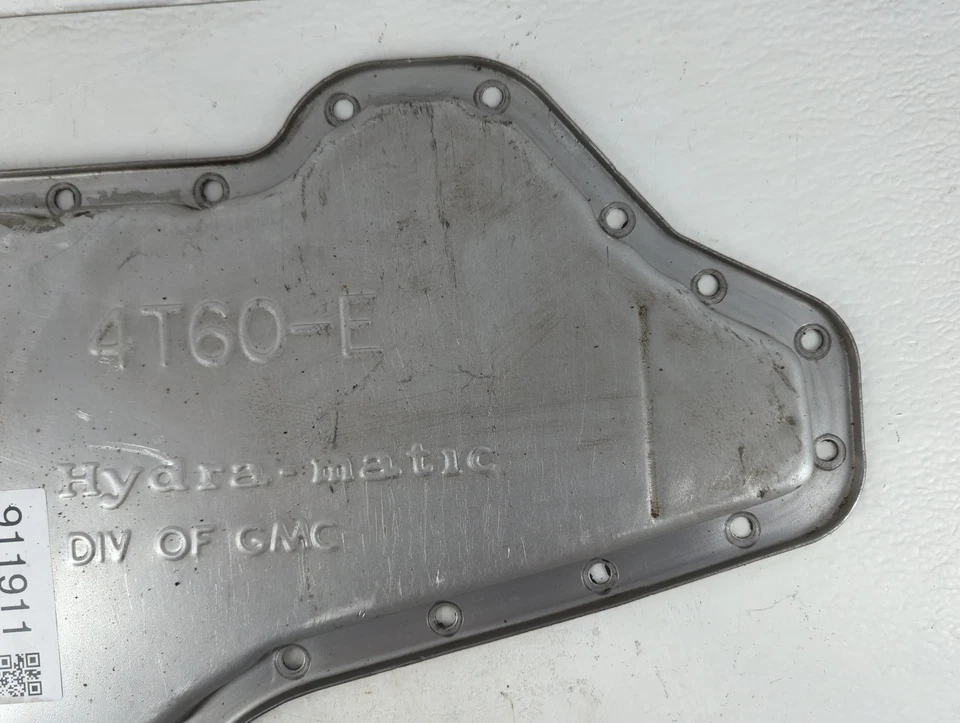 4T60-E
Hydra-matic
DIV OF GMC
911911